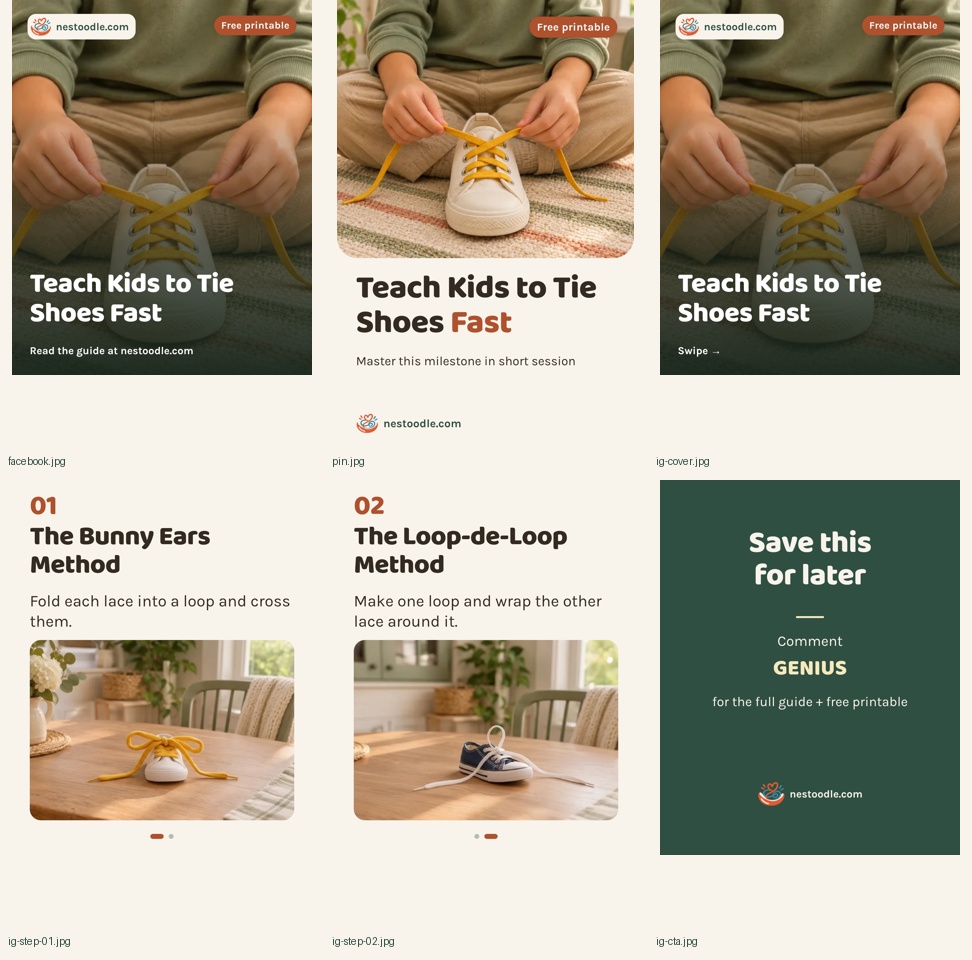 nestoodle.com
Free printable
Teach Kids to Tie
Shoes Fast
Read the guide at nestoodle.com
facebook.jpg
Free printable
Teach Kids to Tie
Shoes Fast
Master this milestone in short session
nestoodle.com
pin.jpg
nestoodle.com
Free printable
Teach Kids to Tie
Shoes Fast
Swipe →
ig-cover.jpg
01
The Bunny Ears
Method
Fold each lace into a loop and cross
them.
ig-step-01.jpg
02
The Loop-de-Loop
Method
Make one loop and wrap the other
lace around it.
ig-step-02.jpg
Save this
for later
Comment
GENIUS
for the full guide + free printable
nestoodle.com
ig-cta.jpg